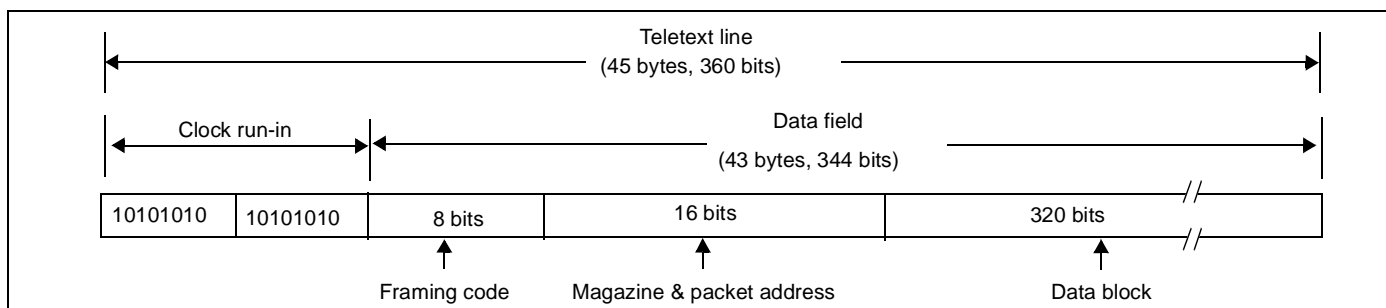 Teletext line
(45 bytes, 360 bits)
Clock run-in
Data field
(43 bytes, 344 bits)
10101010 10101010 8 bits 16 bits 320 bits
Framing code Magazine & packet address Data block